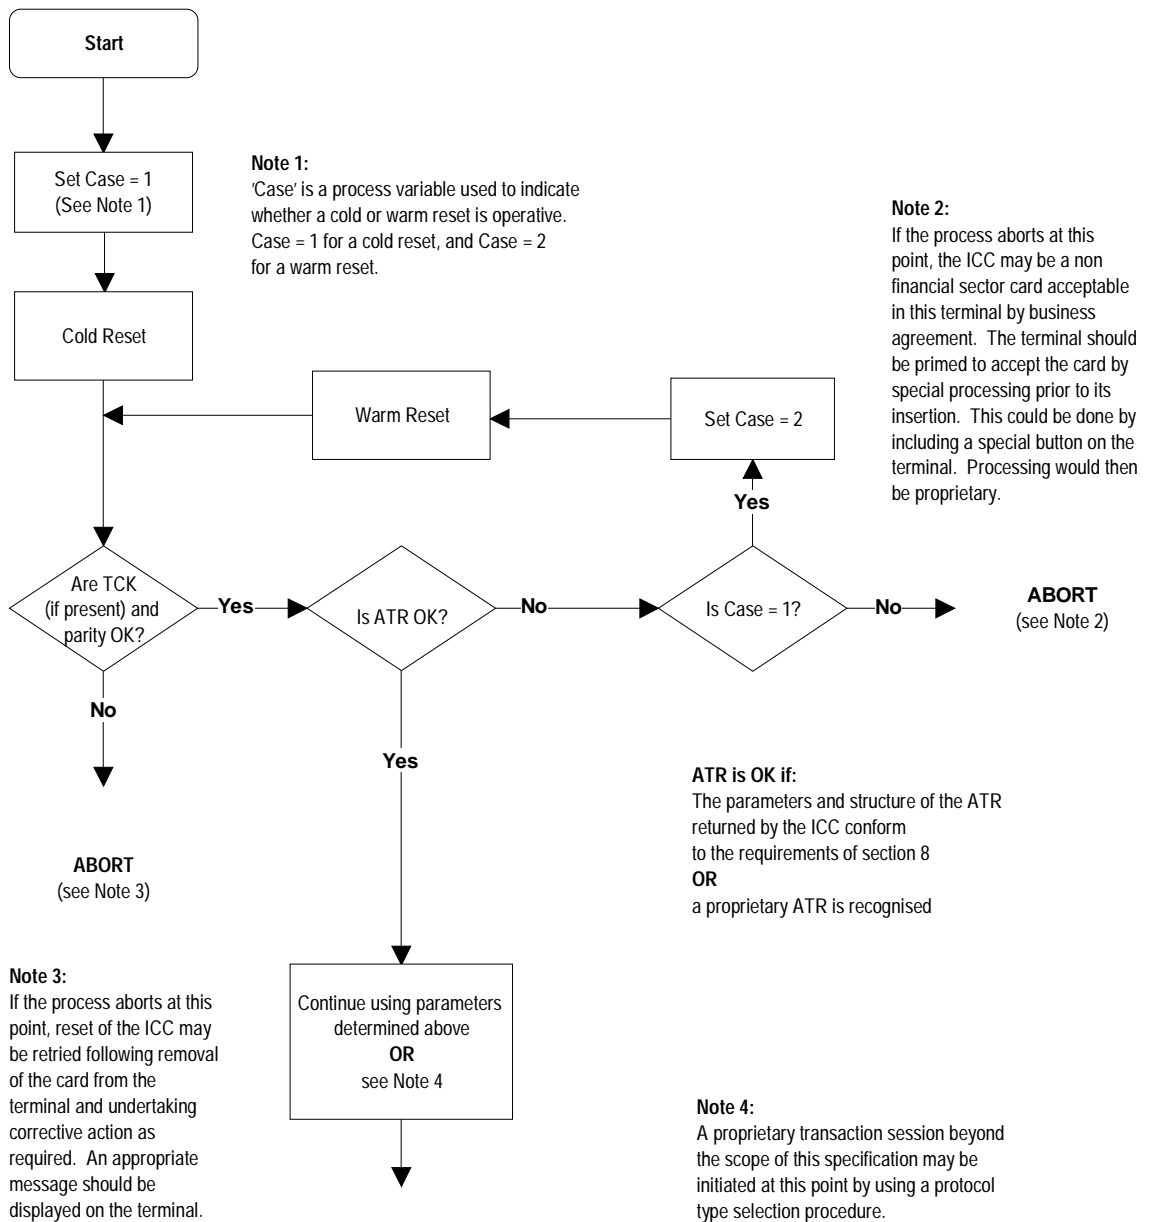 Start
Set Case = 1
(See Note 1)
Note 1:
'Case' is a process variable used to indicate
whether a cold or warm reset is operative.
Case = 1 for a cold reset, and Case = 2
for a warm reset.
Note 2:
If the process aborts at this
point, the ICC may be a non
financial sector card acceptable
in this terminal by business
agreement. The terminal should
be primed to accept the card by
special processing prior to its
insertion. This could be done by
including a special button on the
terminal. Processing would then
be proprietary.
Cold Reset
Warm Reset
Set Case = 2
Yes
Are TCK
(if present) and
parity OK?
Yes
Is ATR OK?
No
Is Case = 1?
No
ABORT
(see Note 2)
No
Yes
ABORT
(see Note 3)
ATR is OK if:
The parameters and structure of the ATR
returned by the ICC conform
to the requirements of section 8
OR
a proprietary ATR is recognised
Note 3:
If the process aborts at this
point, reset of the ICC may
be retried following removal
of the card from the
terminal and undertaking
corrective action as
required. An appropriate
message should be
displayed on the terminal.
Continue using parameters
determined above
OR
see Note 4
Note 4:
A proprietary transaction session beyond
the scope of this specification may be
initiated at this point by using a protocol
type selection procedure.